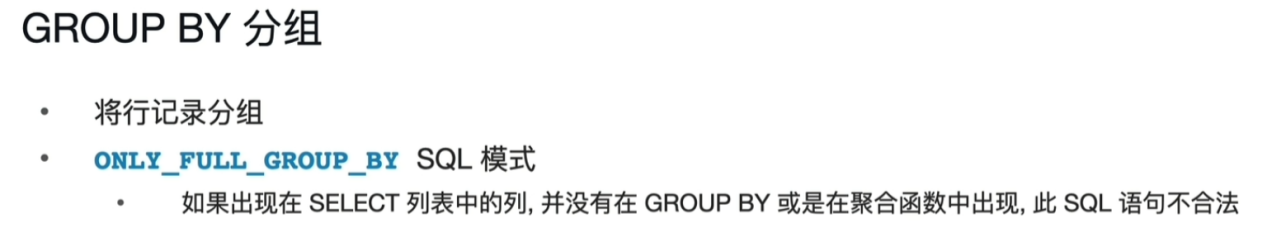 GROUP BY 分组
• 将行记录分组
• ONLY_FULL_GROUP_BY SQL 模式
• 如果出现在 SELECT 列表中的列, 并没有在 GROUP BY 或是在聚合函数中出现, 此 SQL 语句不合法